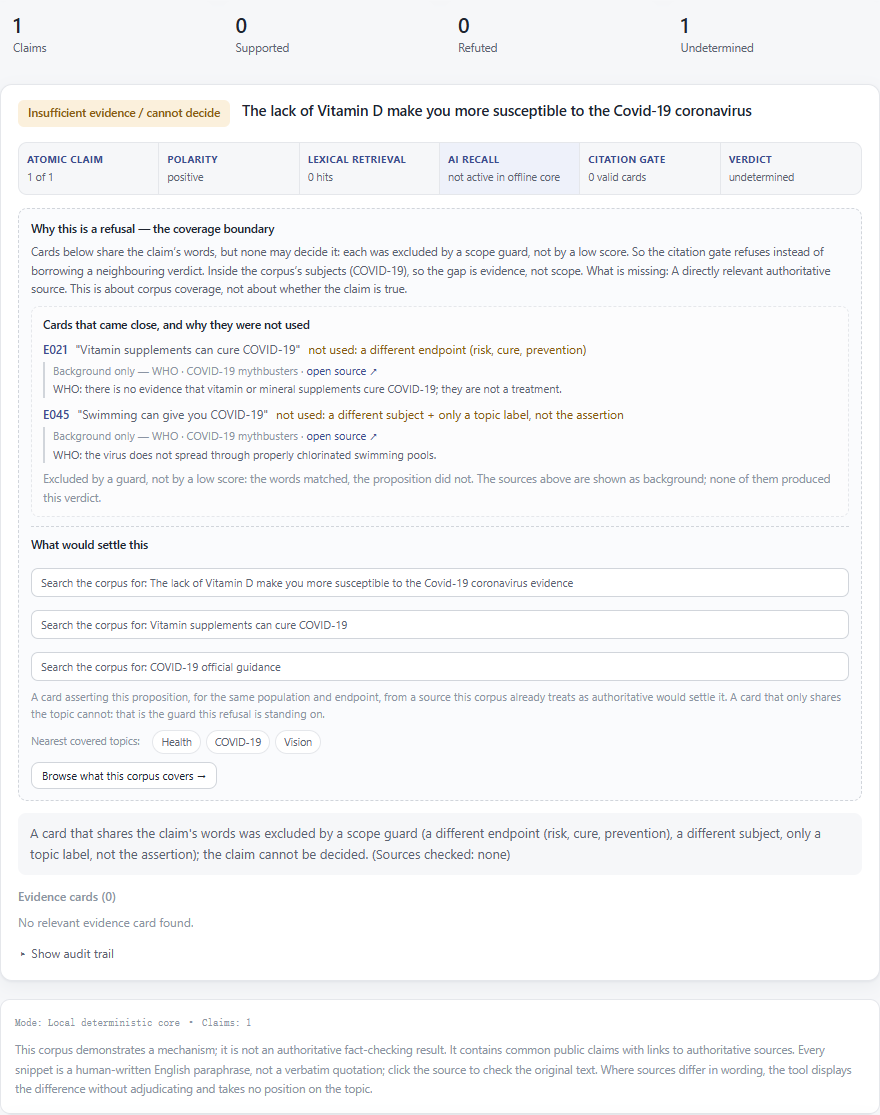 1 0 0 1
Claims Supported Refuted Undetermined
Insufficient evidence / cannot decide The lack of Vitamin D make you more susceptible to the Covid-19 coronavirus
ATOMIC CLAIM POLARITY LEXICAL RETRIEVAL AI RECALL CITATION GATE VERDICT
1 of 1 positive 0 hits not active in offline core 0 valid cards undetermined
Why this is a refusal — the coverage boundary
Cards below share the claim's words, but none may decide it: each was excluded by a scope guard, not by a low score. So the citation gate refuses instead of
borrowing a neighbouring verdict. Inside the corpus's subjects (COVID-19), so the gap is evidence, not scope. What is missing: A directly relevant authoritative
source. This is about corpus coverage, not about whether the claim is true.
Cards that came close, and why they were not used
E021 "Vitamin supplements can cure COVID-19" not used: a different endpoint (risk, cure, prevention)
Background only — WHO · COVID-19 mythbusters · open source ↗
WHO: there is no evidence that vitamin or mineral supplements cure COVID-19; they are not a treatment.
E045 "Swimming can give you COVID-19" not used: a different subject + only a topic label, not the assertion
Background only — WHO · COVID-19 mythbusters · open source ↗
WHO: the virus does not spread through properly chlorinated swimming pools.
Excluded by a guard, not by a low score: the words matched, the proposition did not. The sources above are shown as background; none of them produced
this verdict.
What would settle this
Search the corpus for: The lack of Vitamin D make you more susceptible to the Covid-19 coronavirus evidence
Search the corpus for: Vitamin supplements can cure COVID-19
Search the corpus for: COVID-19 official guidance
A card asserting this proposition, for the same population and endpoint, from a source this corpus already treats as authoritative would settle it. A card that only shares
the topic cannot: that is the guard this refusal is standing on.
Nearest covered topics: Health COVID-19 Vision
Browse what this corpus covers →
A card that shares the claim's words was excluded by a scope guard (a different endpoint (risk, cure, prevention), a different subject, only a
topic label, not the assertion); the claim cannot be decided. (Sources checked: none)
Evidence cards (0)
No relevant evidence card found.
▸ Show audit trail
Mode: Local deterministic core • Claims: 1
This corpus demonstrates a mechanism; it is not an authoritative fact-checking result. It contains common public claims with links to authoritative sources. Every
snippet is a human-written English paraphrase, not a verbatim quotation; click the source to check the original text. Where sources differ in wording, the tool displays
the difference without adjudicating and takes no position on the topic.